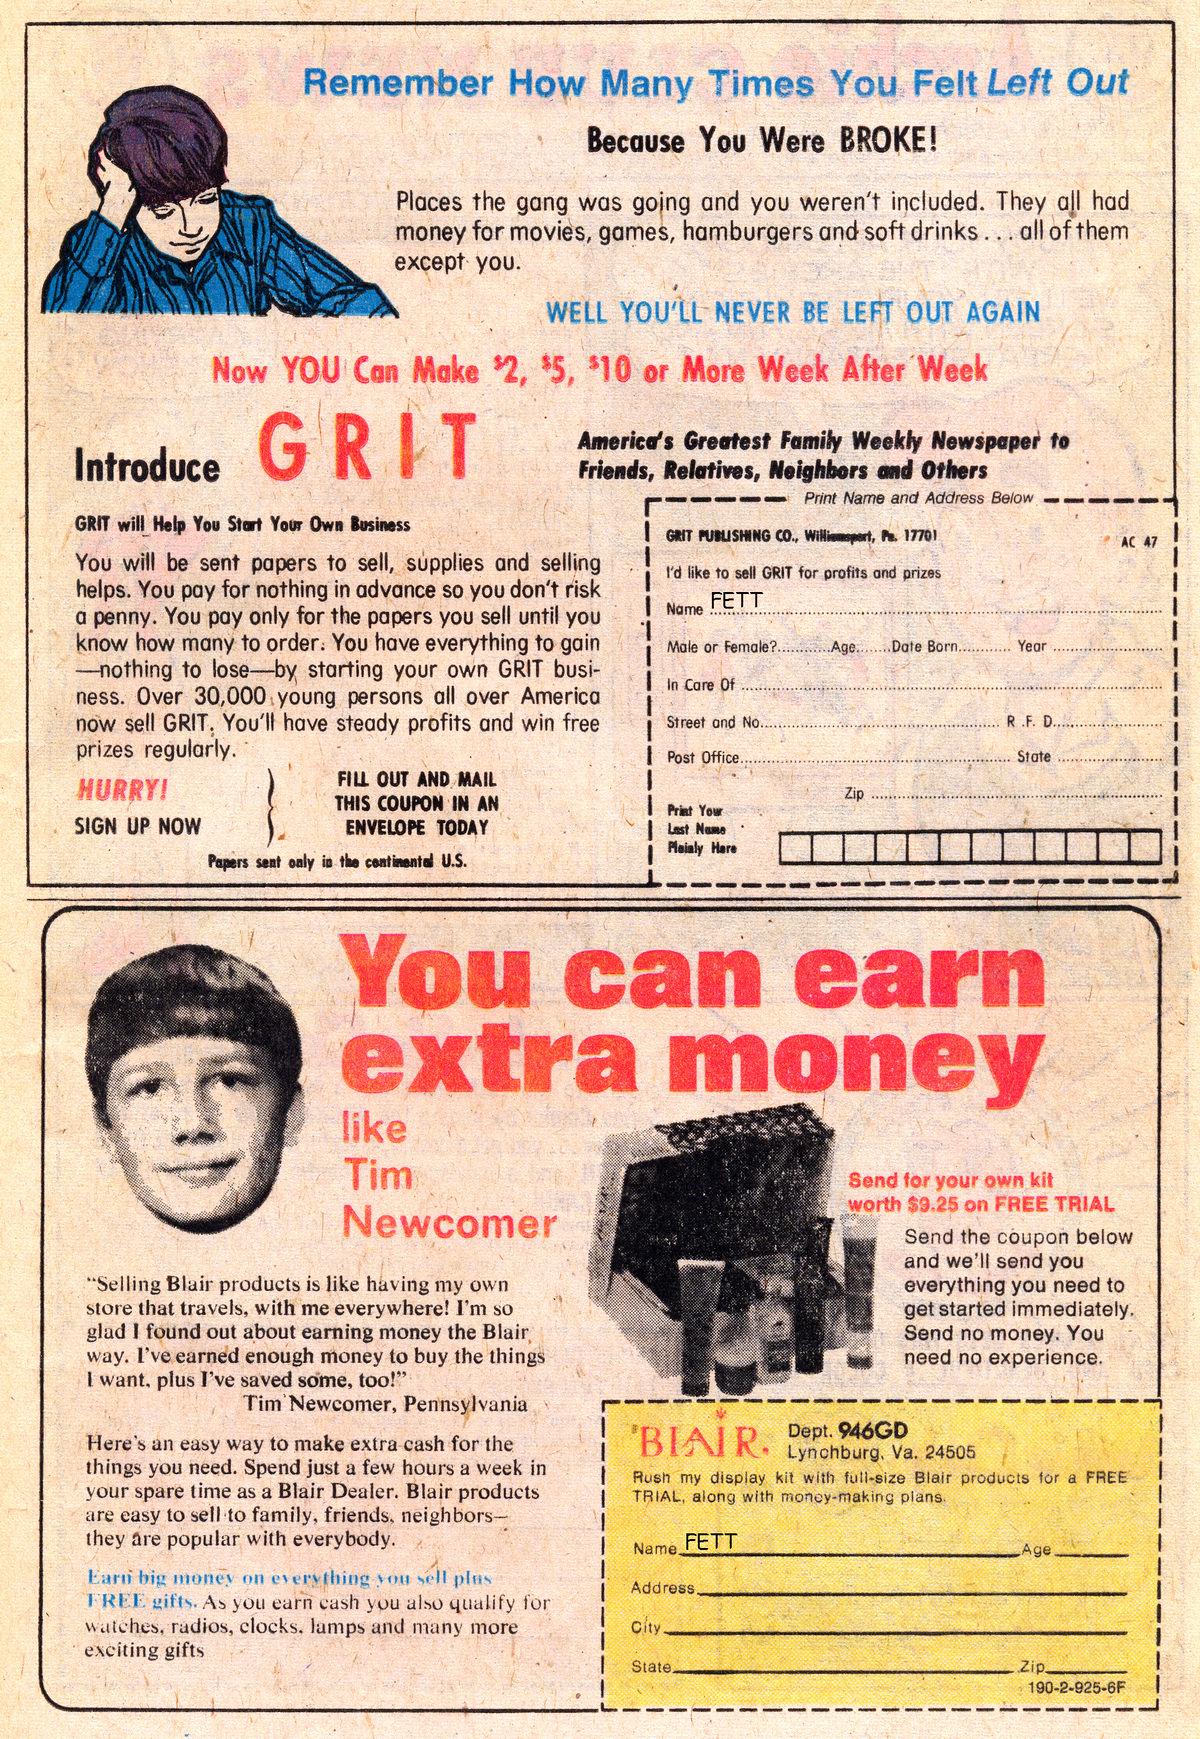 Remember How Many Times You Felt Left Out
Because You Were BROKE!
Places the gang was going and you weren't included. They all had
money for movies, games, hamburgers and soft drinks . . . all of them
except you.
WELL YOU'LL NEVER BE LEFT OUT AGAIN
Now YOU Can Make $2, $5, $10 or More Week After Week
Introduce GRIT
America's Greatest Family Weekly Newspaper to
Friends, Relatives, Neighbors and Others
GRIT will Help You Start Your Own Business
You will be sent papers to sell, supplies and selling
helps. You pay for nothing in advance so you don't risk
a penny. You pay only for the papers you sell until you
know how many to order. You have everything to gain
—nothing to lose—by starting your own GRIT busi-
ness. Over 30,000 young persons all over America
now sell GRIT. You'll have steady profits and win free
prizes regularly.
HURRY!
SIGN UP NOW
FILL OUT AND MAIL
THIS COUPON IN AN
ENVELOPE TODAY
Papers sent only in the continental U.S.
Print Name and Address Below
GRIT PUBLISHING CO., Williamsport, Pa. 17701
AC 47
I'd like to sell GRIT for profits and prizes
Name FETT
Male or Female?.......... Age....... Date Born.......... Year
In Care Of
Street and No. R.F.D.
Post Office State
Zip
Print Your
Last Name
Plainly Here
You can earn
extra money
like
Tim
Newcomer
Send for your own kit
worth $9.25 on FREE TRIAL
Send the coupon below
and we'll send you
everything you need to
get started immediately.
Send no money. You
need no experience.
"Selling Blair products is like having my own
store that travels, with me everywhere! I'm so
glad I found out about earning money the Blair
way. I've earned enough money to buy the things
I want, plus I've saved some, too!"
Tim Newcomer, Pennsylvania
Here's an easy way to make extra cash for the
things you need. Spend just a few hours a week in
your spare time as a Blair Dealer. Blair products
are easy to sell to family, friends, neighbors—
they are popular with everybody.
Earn big money on everything you sell plus
FREE gifts. As you earn cash you also qualify for
watches, radios, clocks, lamps and many more
exciting gifts
BLAIR. Dept. 946GD
Lynchburg, Va. 24505
Rush my display kit with full-size Blair products for a FREE
TRIAL, along with money-making plans.
Name FETT Age
Address
City
State Zip
190-2-925-6F